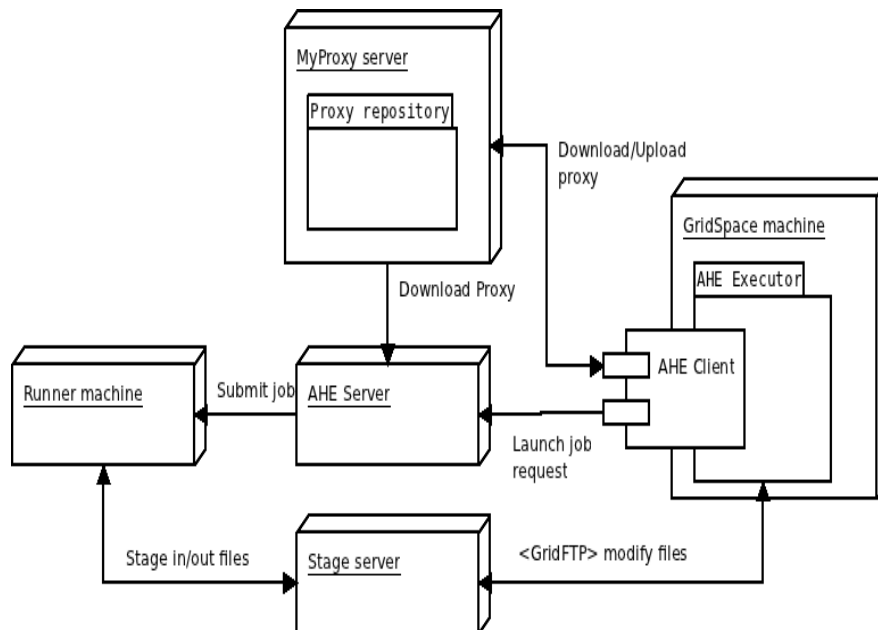 MyProxy server
Proxy repository
Download/Upload
proxy
GridSpace machine
AHE Executor
Download Proxy
AHE Client
Runner machine
Submit job
AHE Server
Launch job
request
Stage in/out files
Stage server
<GridFTP> modify files